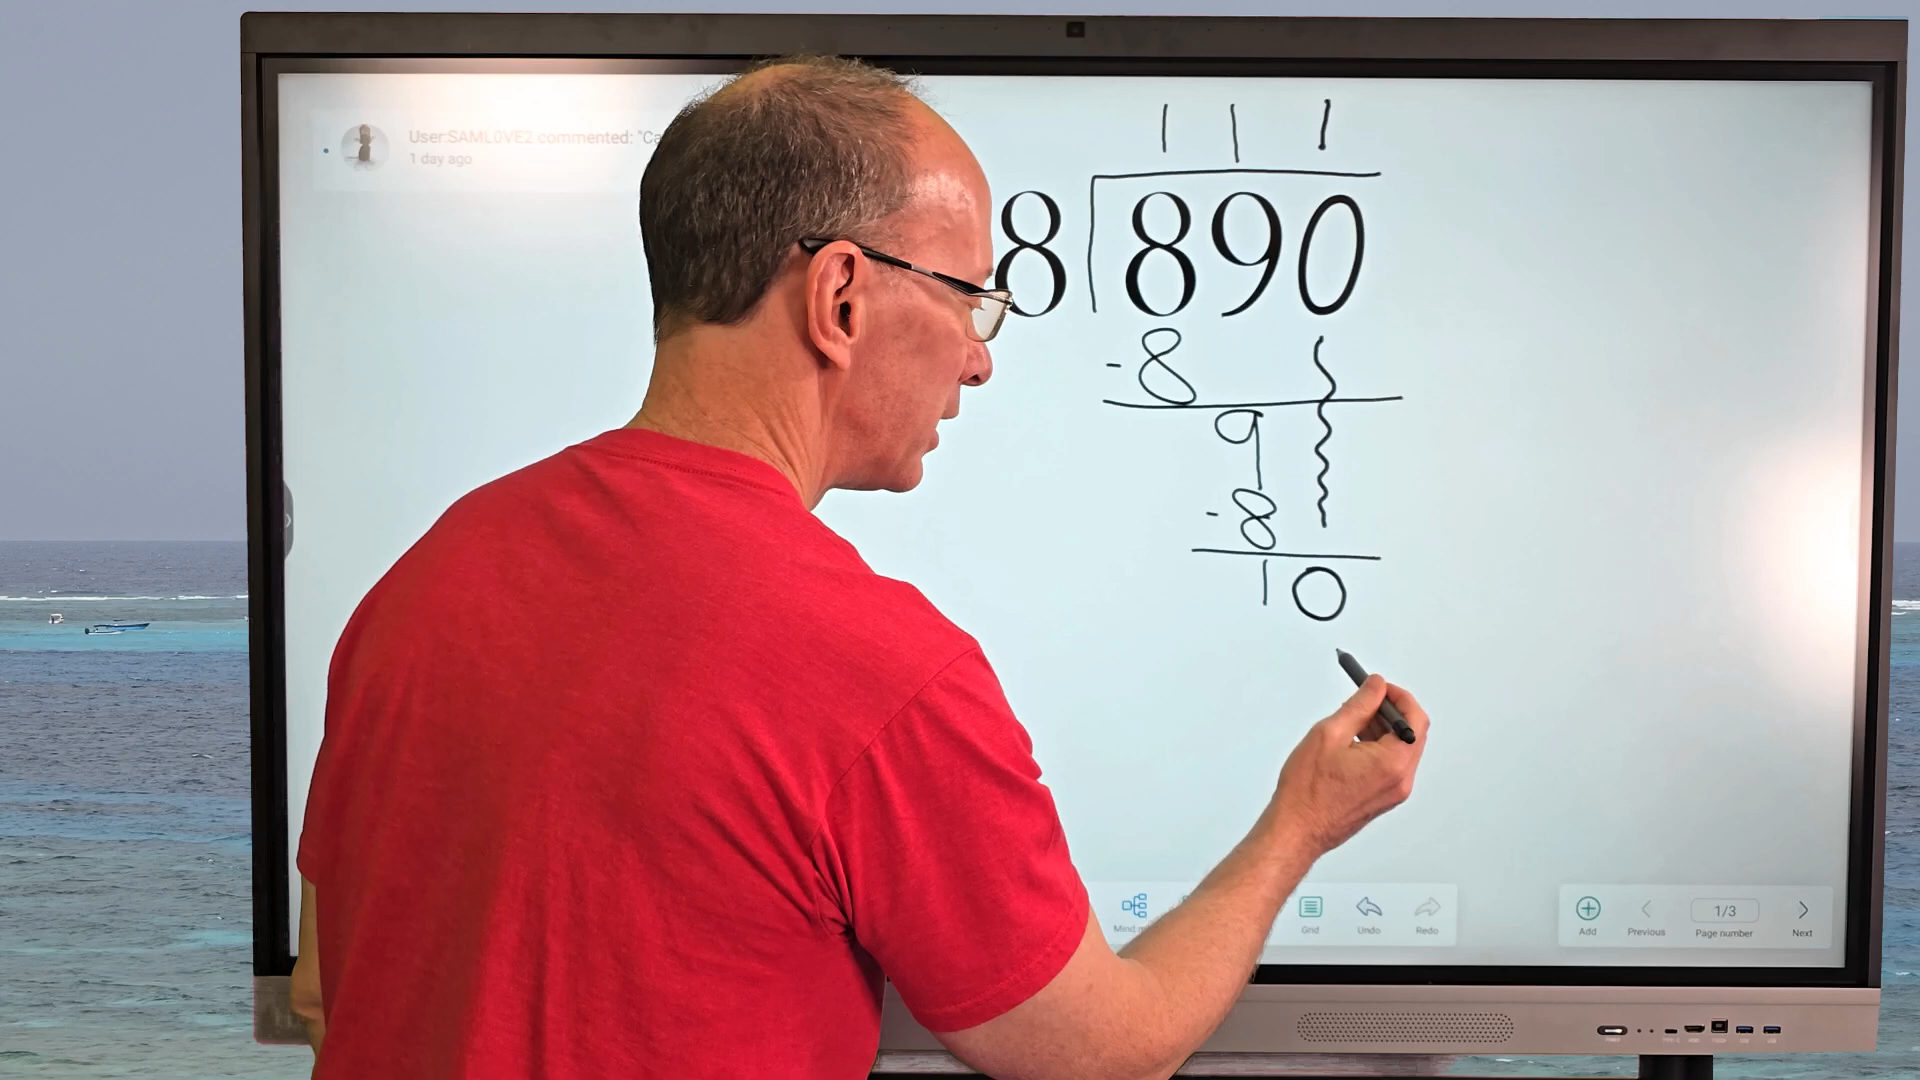 User:SAMLOVE2 commented: "Ca
1 day ago
1 1 1
8 890
-8
9
-8
10
Mind
Grid
Undo
Redo
Add
Previous
1/3
Page number
Next